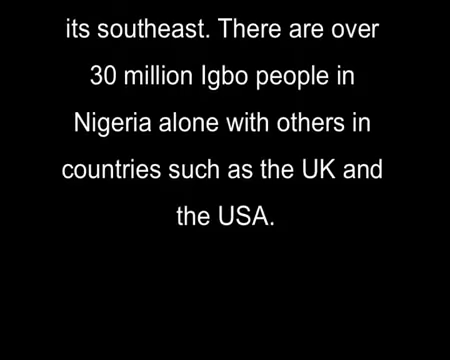 its southeast. There are over
30 million Igbo people in
Nigeria alone with others in
countries such as the UK and
the USA.